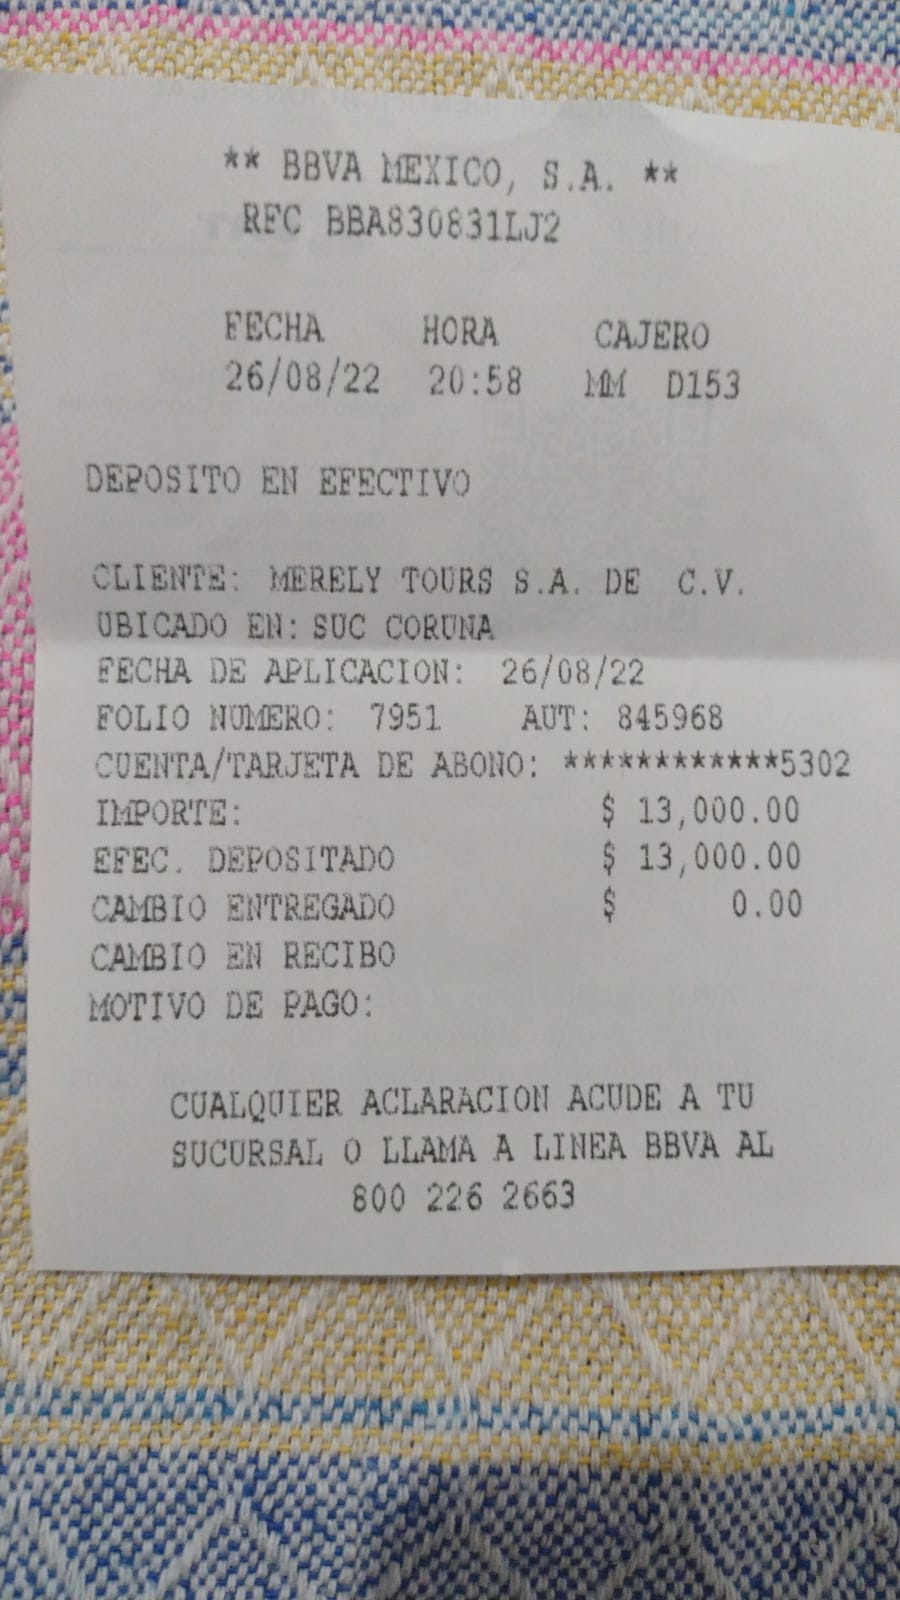 ** BBVA MEXICO, S.A. **
RFC BBA830831LJ2
FECHA HORA CAJERO
26/08/22 20:58 MM D153
DEPOSITO EN EFECTIVO
CLIENTE: MERELY TOURS S.A. DE C.V.
UBICADO EN: SUC CORUNA
FECHA DE APLICACION: 26/08/22
FOLIO NUMERO: 7951 AUT: 845968
CUENTA/TARJETA DE ABONO: ************5302
IMPORTE: $ 13,000.00
EFEC. DEPOSITADO $ 13,000.00
CAMBIO ENTREGADO $ 0.00
CAMBIO EN RECIBO
MOTIVO DE PAGO:
CUALQUIER ACLARACION ACUDE A TU
SUCURSAL O LLAMA A LINEA BBVA AL
800 226 2663